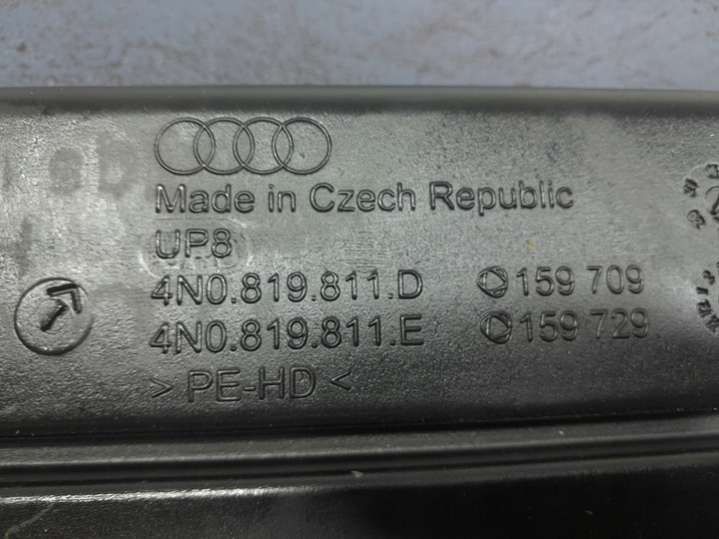 Made in Czech Republic
UP8
4N0.819.811.D 159 709
4N0.819.811.E 159 729
> PE-HD <